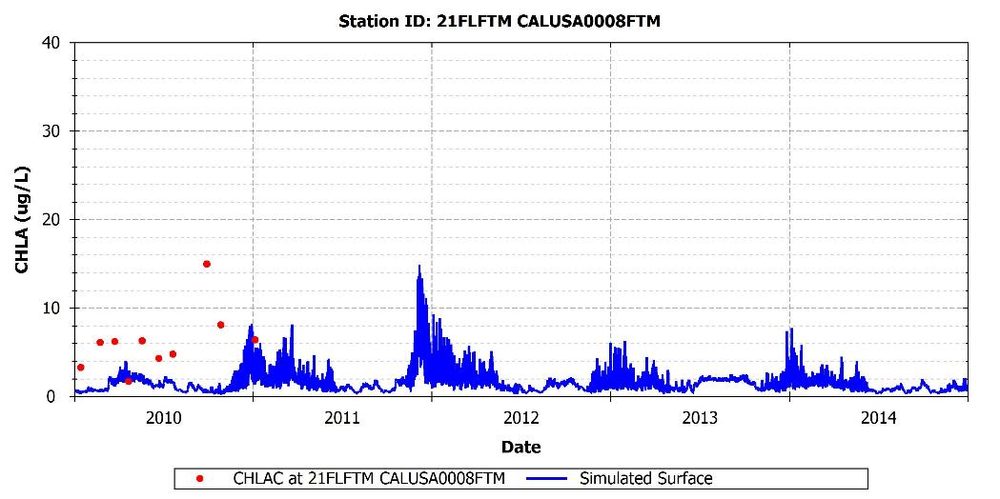 Station ID: 21FLFTM CALUSA0008FTM
40
30
20
10
0
CHLA (ug/L)
2010 2011 2012 2013 2014
Date
CHLAC at 21FLFTM CALUSA0008FTM Simulated Surface